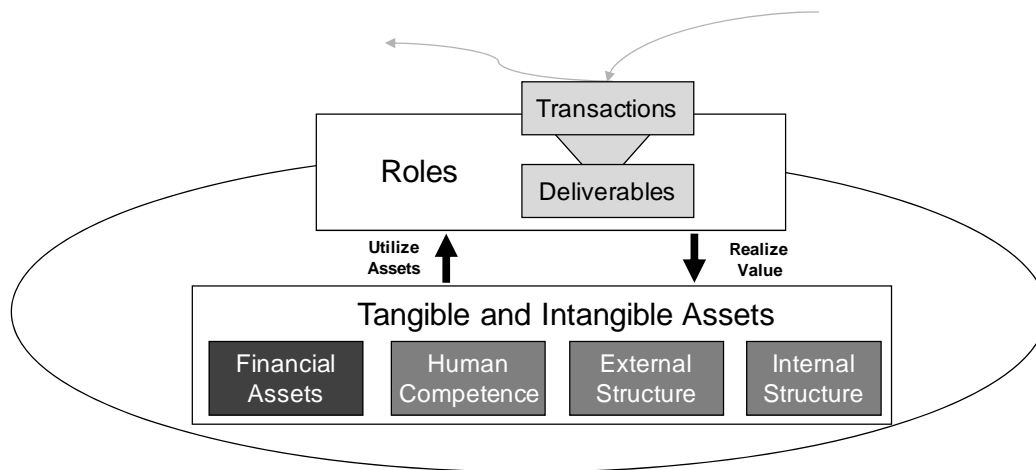 Transactions
Roles
Deliverables
Utilize
Assets
Realize
Value
Tangible and Intangible Assets
Financial
Assets
Human
Competence
External
Structure
Internal
Structure